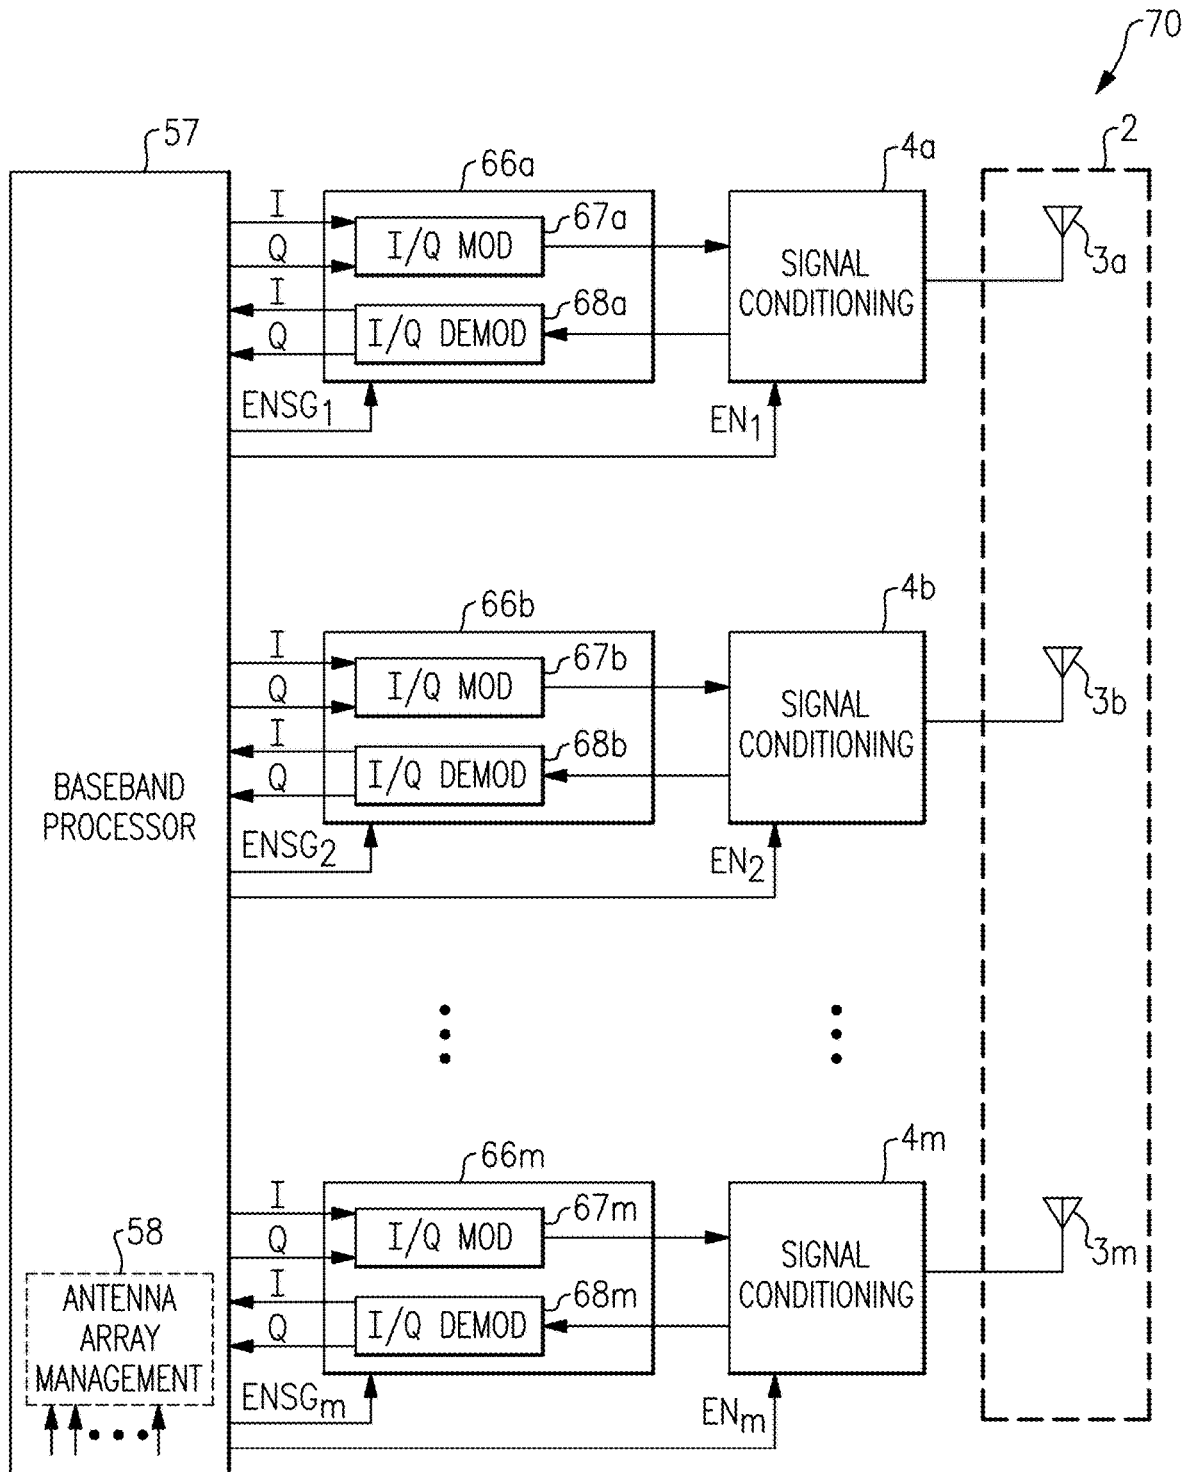 70
57
66a
4a
2
I
Q
I/Q MOD
67a
SIGNAL
CONDITIONING
3a
I
Q
I/Q DEMOD
68a
ENSG1
EN1
66b
4b
I
Q
I/Q MOD
67b
SIGNAL
CONDITIONING
3b
I
Q
I/Q DEMOD
68b
BASEBAND
PROCESSOR
ENSG2
EN2
66m
4m
I
Q
I/Q MOD
67m
SIGNAL
CONDITIONING
3m
I
Q
I/Q DEMOD
68m
58
ANTENNA
ARRAY
MANAGEMENT
ENSGm
ENm